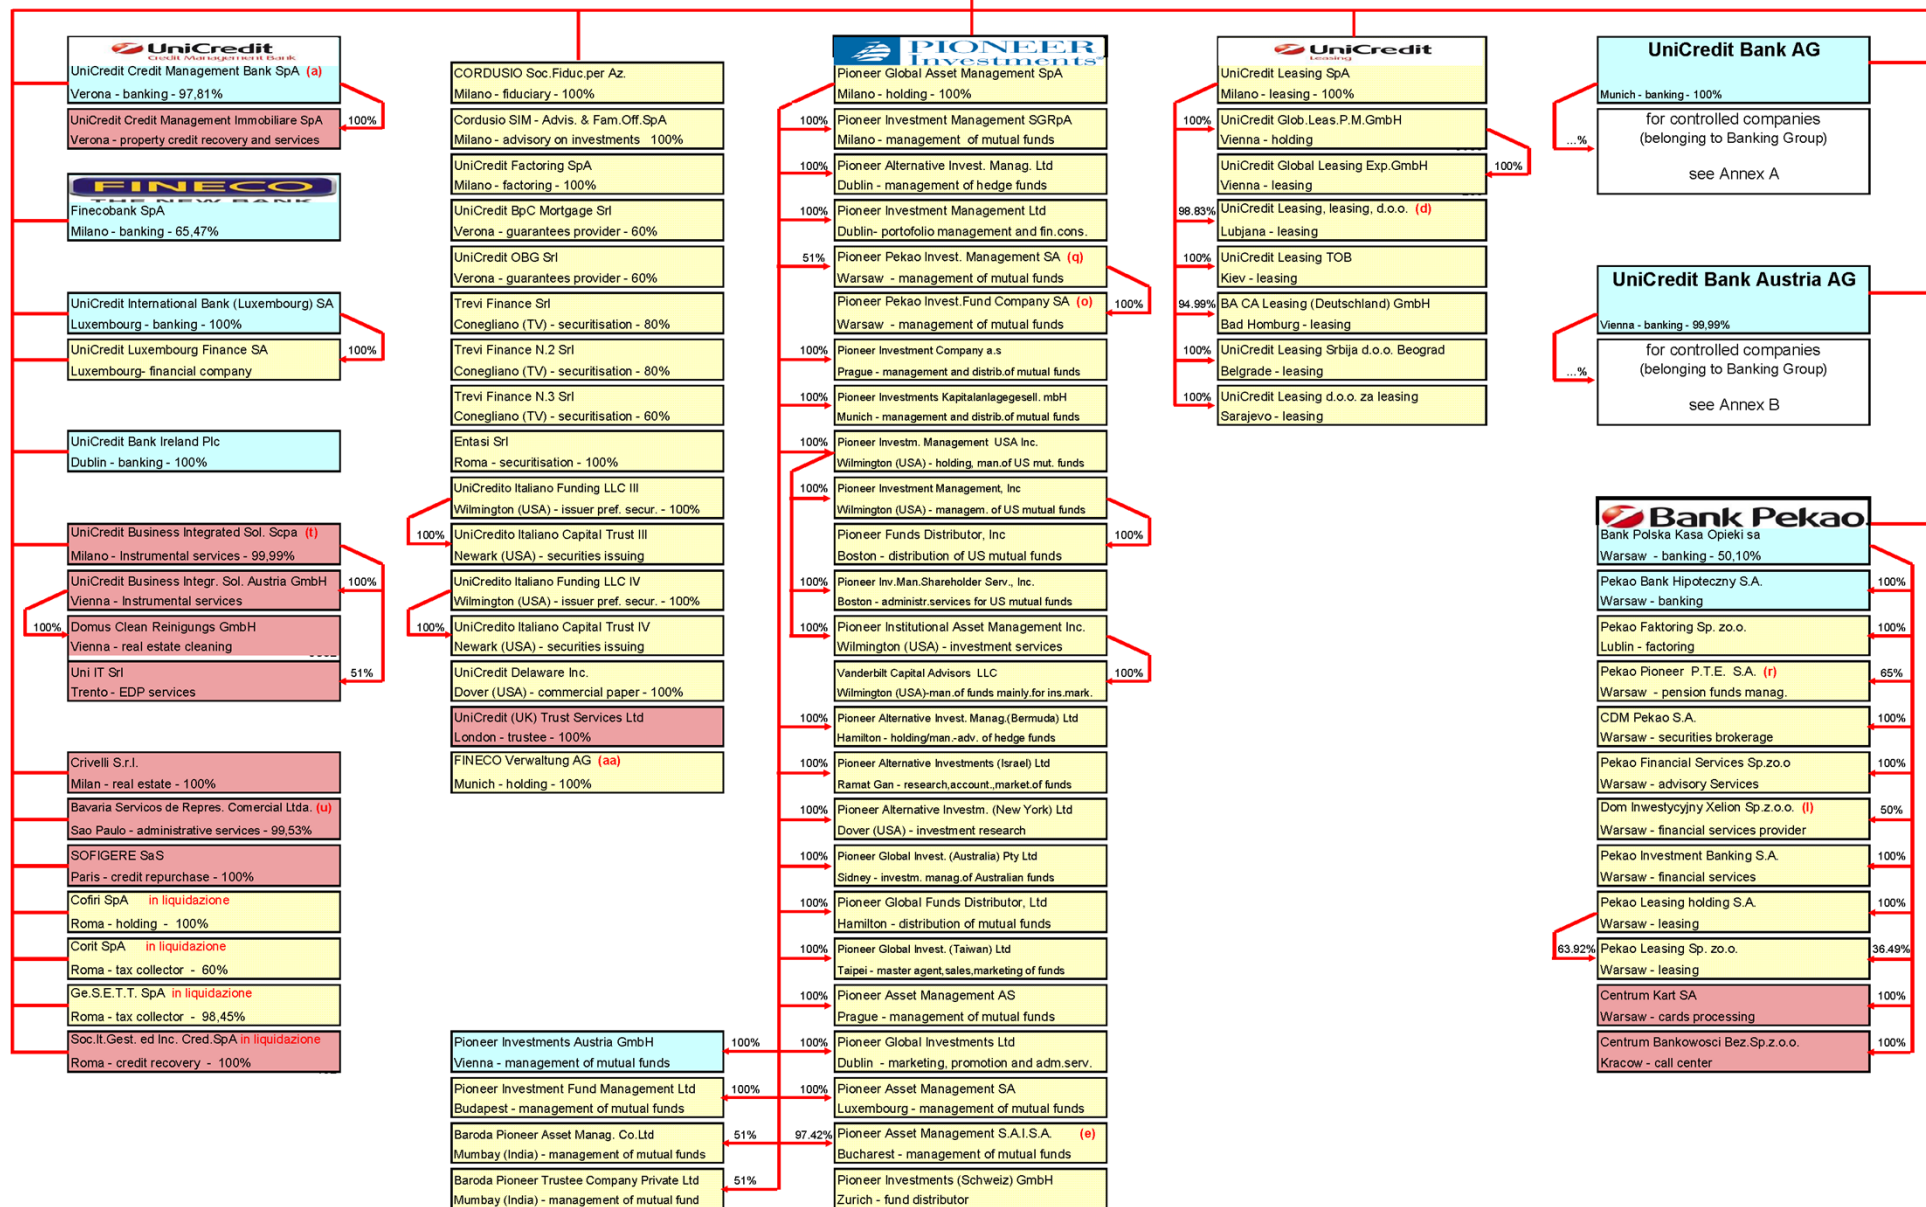 UniCredit
Credit Management Bank
UniCredit Credit Management Bank SpA (a)
Verona - banking - 97,81%
100%
UniCredit Credit Management Immobiliare SpA
Verona - property credit recovery and services
FINECO
THE NEW BANK
Finecobank SpA
Milano - banking - 65,47%
UniCredit International Bank (Luxembourg) SA
Luxembourg - banking - 100%
100%
UniCredit Luxembourg Finance SA
Luxembourg- financial company
UniCredit Bank Ireland Plc
Dublin - banking - 100%
UniCredit Business Integrated Sol. Scpa (t)
Milano - Instrumental services - 99,99%
100%
UniCredit Business Integr. Sol. Austria GmbH
Vienna - Instrumental services
100%
Domus Clean Reinigungs GmbH
Vienna - real estate cleaning
51%
Uni IT Srl
Trento - EDP services
Crivelli S.r.l.
Milan - real estate - 100%
Bavaria Servicos de Repres. Comercial Ltda. (u)
Sao Paulo - administrative services - 99,53%
SOFIGERE SaS
Paris - credit repurchase - 100%
Cofiri SpA in liquidazione
Roma - holding - 100%
Corit SpA in liquidazione
Roma - tax collector - 60%
Ge.S.E.T.T. SpA in liquidazione
Roma - tax collector - 98,45%
Soc.It.Gest. ed Inc. Cred.SpA in liquidazione
Roma - credit recovery - 100%
CORDUSIO Soc.Fiduc.per Az.
Milano - fiduciary - 100%
Cordusio SIM - Advis. & Fam.Off.SpA
Milano - advisory on investments 100%
UniCredit Factoring SpA
Milano - factoring - 100%
UniCredit BpC Mortgage Srl
Verona - guarantees provider - 60%
UniCredit OBG Srl
Verona - guarantees provider - 60%
Trevi Finance Srl
Conegliano (TV) - securitisation - 80%
Trevi Finance N.2 Srl
Conegliano (TV) - securitisation - 80%
Trevi Finance N.3 Srl
Conegliano (TV) - securitisation - 60%
Entasi Srl
Roma - securitisation - 100%
UniCredito Italiano Funding LLC III
Wilmington (USA) - issuer pref. secur. - 100%
100%
UniCredito Italiano Capital Trust III
Newark (USA) - securities issuing
UniCredito Italiano Funding LLC IV
Wilmington (USA) - issuer pref. secur. - 100%
100%
UniCredito Italiano Capital Trust IV
Newark (USA) - securities issuing
UniCredit Delaware Inc.
Dover (USA) - commercial paper - 100%
UniCredit (UK) Trust Services Ltd
London - trustee - 100%
FINECO Verwaltung AG (aa)
Munich - holding - 100%
Pioneer Investments Austria GmbH
Vienna - management of mutual funds
100%
Pioneer Investment Fund Management Ltd
Budapest - management of mutual funds
100%
Baroda Pioneer Asset Manag. Co.Ltd
Mumbay (India) - management of mutual funds
51%
Baroda Pioneer Trustee Company Private Ltd
Mumbay (India) - management of mutual fund
51%
PIONEER
Investments
Pioneer Global Asset Management SpA
Milano - holding - 100%
100%
Pioneer Investment Management SGRpA
Milano - management of mutual funds
100%
Pioneer Alternative Invest. Manag. Ltd
Dublin - management of hedge funds
100%
Pioneer Investment Management Ltd
Dublin- portofolio management and fin.cons.
51%
Pioneer Pekao Invest. Management SA (q)
Warsaw - management of mutual funds
100%
Pioneer Pekao Invest.Fund Company SA (o)
Warsaw - management of mutual funds
100%
Pioneer Investment Company a.s
Prague - management and distrib.of mutual funds
100%
Pioneer Investments Kapitalanlagegesell. mbH
Munich - management and distrib.of mutual funds
100%
Pioneer Investm. Management USA Inc.
Wilmington (USA) - holding, man.of US mut. funds
100%
Pioneer Investment Management, Inc
Wilmington (USA) - managem. of US mutual funds
100%
Pioneer Funds Distributor, Inc
Boston - distribution of US mutual funds
100%
Pioneer Inv.Man.Shareholder Serv., Inc.
Boston - administr.services for US mutual funds
100%
Pioneer Institutional Asset Management Inc.
Wilmington (USA) - investment services
100%
Vanderbilt Capital Advisors LLC
Wilmington (USA)-man.of funds mainly.for ins.mark.
100%
Pioneer Alternative Invest. Manag.(Bermuda) Ltd
Hamilton - holding/man.-adv. of hedge funds
100%
Pioneer Alternative Investments (Israel) Ltd
Ramat Gan - research,account.,market.of funds
100%
Pioneer Alternative Investm. (New York) Ltd
Dover (USA) - investment research
100%
Pioneer Global Invest. (Australia) Pty Ltd
Sidney - investm. manag.of Australian funds
100%
Pioneer Global Funds Distributor, Ltd
Hamilton - distribution of mutual funds
100%
Pioneer Global Invest. (Taiwan) Ltd
Taipei - master agent,sales,marketing of funds
100%
Pioneer Asset Management AS
Prague - management of mutual funds
100%
Pioneer Global Investments Ltd
Dublin - marketing, promotion and adm.serv.
100%
Pioneer Asset Management SA
Luxembourg - management of mutual funds
97.42%
Pioneer Asset Management S.A.I.S.A. (e)
Bucharest - management of mutual funds
Pioneer Investments (Schweiz) GmbH
Zurich - fund distributor
UniCredit
Leasing
UniCredit Leasing SpA
Milano - leasing - 100%
100%
UniCredit Glob.Leas.P.M.GmbH
Vienna - holding
100%
UniCredit Global Leasing Exp.GmbH
Vienna - leasing
98.83%
UniCredit Leasing, leasing, d.o.o. (d)
Lubjana - leasing
100%
UniCredit Leasing TOB
Kiev - leasing
94.99%
BA CA Leasing (Deutschland) GmbH
Bad Homburg - leasing
100%
UniCredit Leasing Srbija d.o.o. Beograd
Belgrade - leasing
100%
UniCredit Leasing d.o.o. za leasing
Sarajevo - leasing
UniCredit Bank AG
Munich - banking - 100%
...%
for controlled companies
(belonging to Banking Group)
see Annex A
UniCredit Bank Austria AG
Vienna - banking - 99,99%
...%
for controlled companies
(belonging to Banking Group)
see Annex B
Bank Pekao
Bank Polska Kasa Opieki sa
Warsaw - banking - 50,10%
Pekao Bank Hipoteczny S.A.
Warsaw - banking
100%
Pekao Faktoring Sp. zo.o.
Lublin - factoring
100%
Pekao Pioneer P.T.E. S.A. (r)
Warsaw - pension funds manag.
65%
CDM Pekao S.A.
Warsaw - securities brokerage
100%
Pekao Financial Services Sp.zo.o
Warsaw - advisory Services
100%
Dom Inwestycyjny Xelion Sp.z.o.o. (l)
Warsaw - financial services provider
50%
Pekao Investment Banking S.A.
Warsaw - financial services
100%
Pekao Leasing holding S.A.
Warsaw - leasing
100%
63.92%
Pekao Leasing Sp. zo.o.
Warsaw - leasing
36.49%
Centrum Kart SA
Warsaw - cards processing
100%
Centrum Bankowosci Bez.Sp.z.o.o.
Kracow - call center
100%